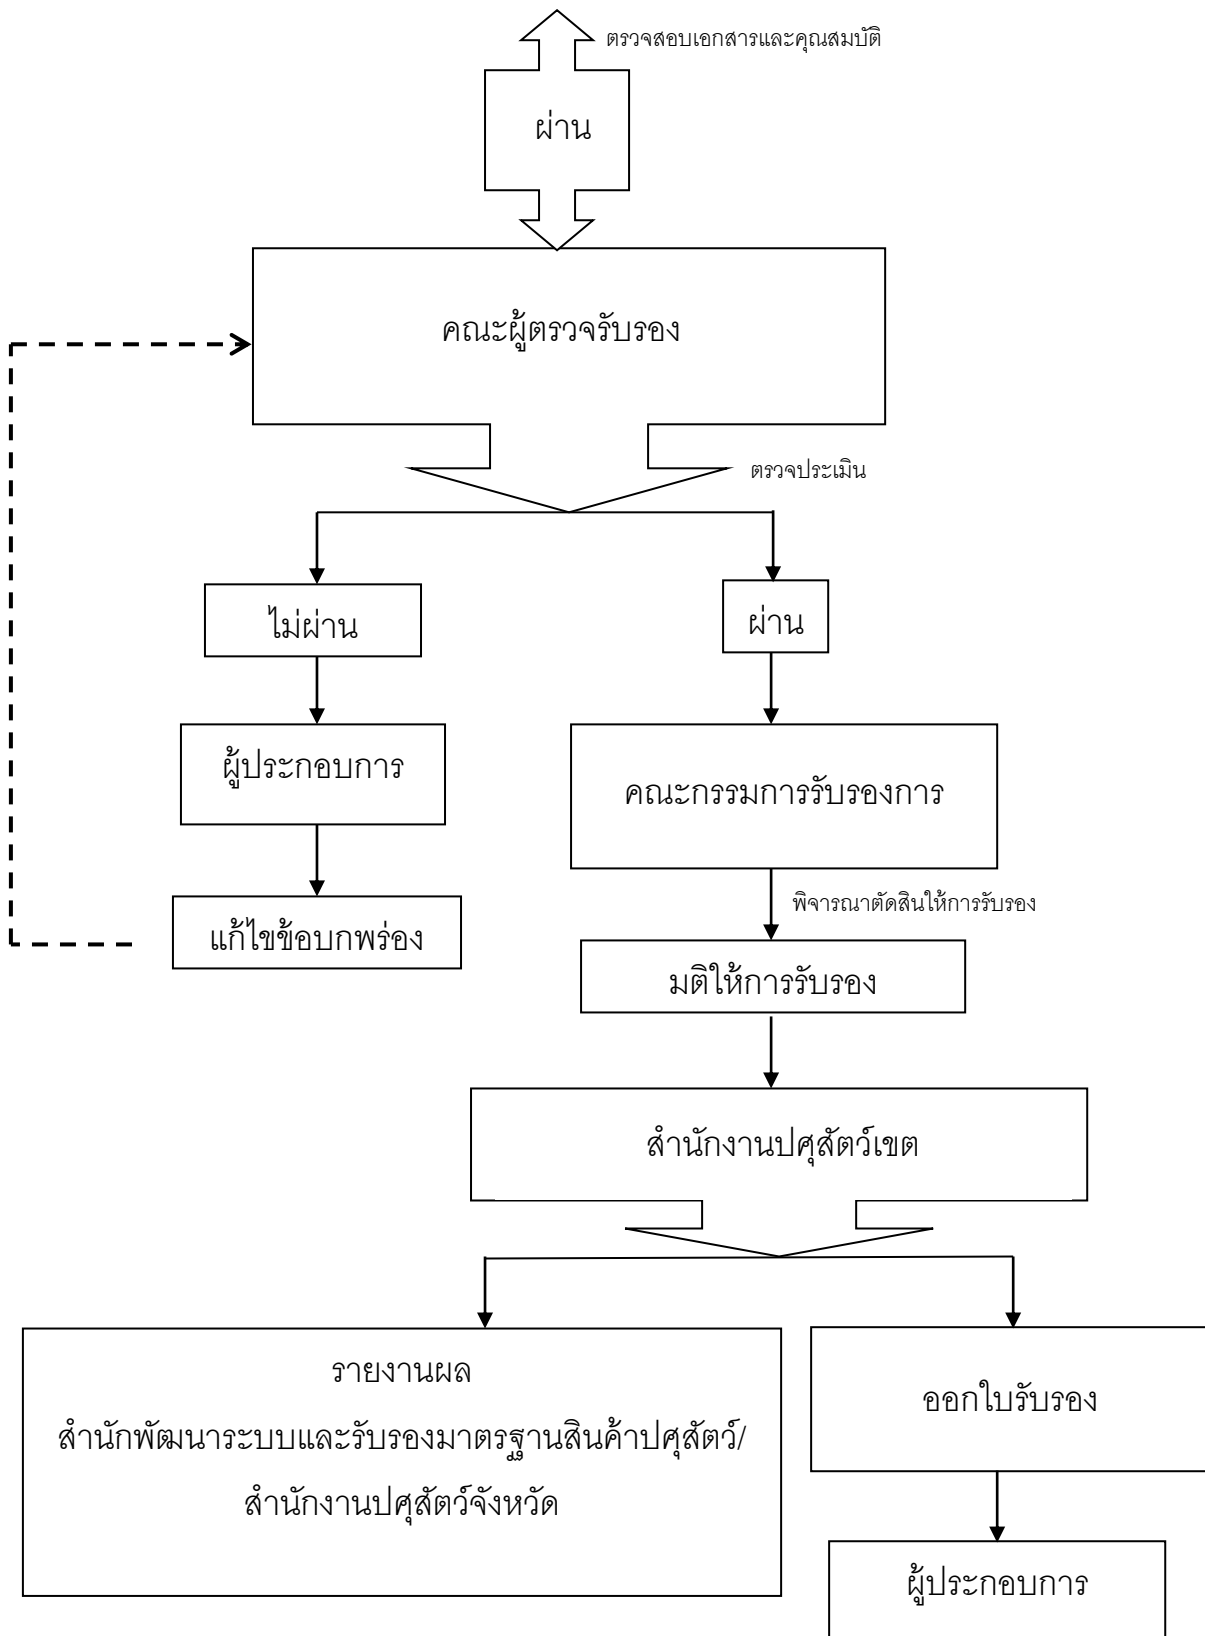 ตรวจสอบเอกสารและคุณสมบัติ
ผ่าน
คณะผู้ตรวจรับรอง
ตรวจประเมิน
ไม่ผ่าน
ผ่าน
ผู้ประกอบการ
คณะกรรมการรับรองการ
พิจารณาตัดสินให้การรับรอง
แก้ไขข้อบกพร่อง
มติให้การรับรอง
สำนักงานปศุสัตว์เขต
รายงานผล
สำนักพัฒนาระบบและรับรองมาตรฐานสินค้าปศุสัตว์/
สำนักงานปศุสัตว์จังหวัด
ออกใบรับรอง
ผู้ประกอบการ